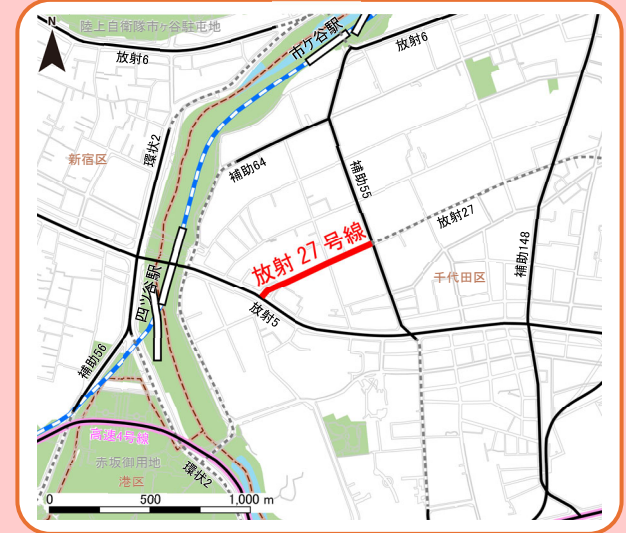 N
陸上自衛隊市ヶ谷駐屯地
放射6
市ケ谷駅
放射6
新宿区
環状2
補助64
補助55
放射27
放射 27 号線
補助148
千代田区
四ツ谷駅
放射5
補助56
高速4号線
赤坂御用地
港区
環状2
0 500 1,000 m